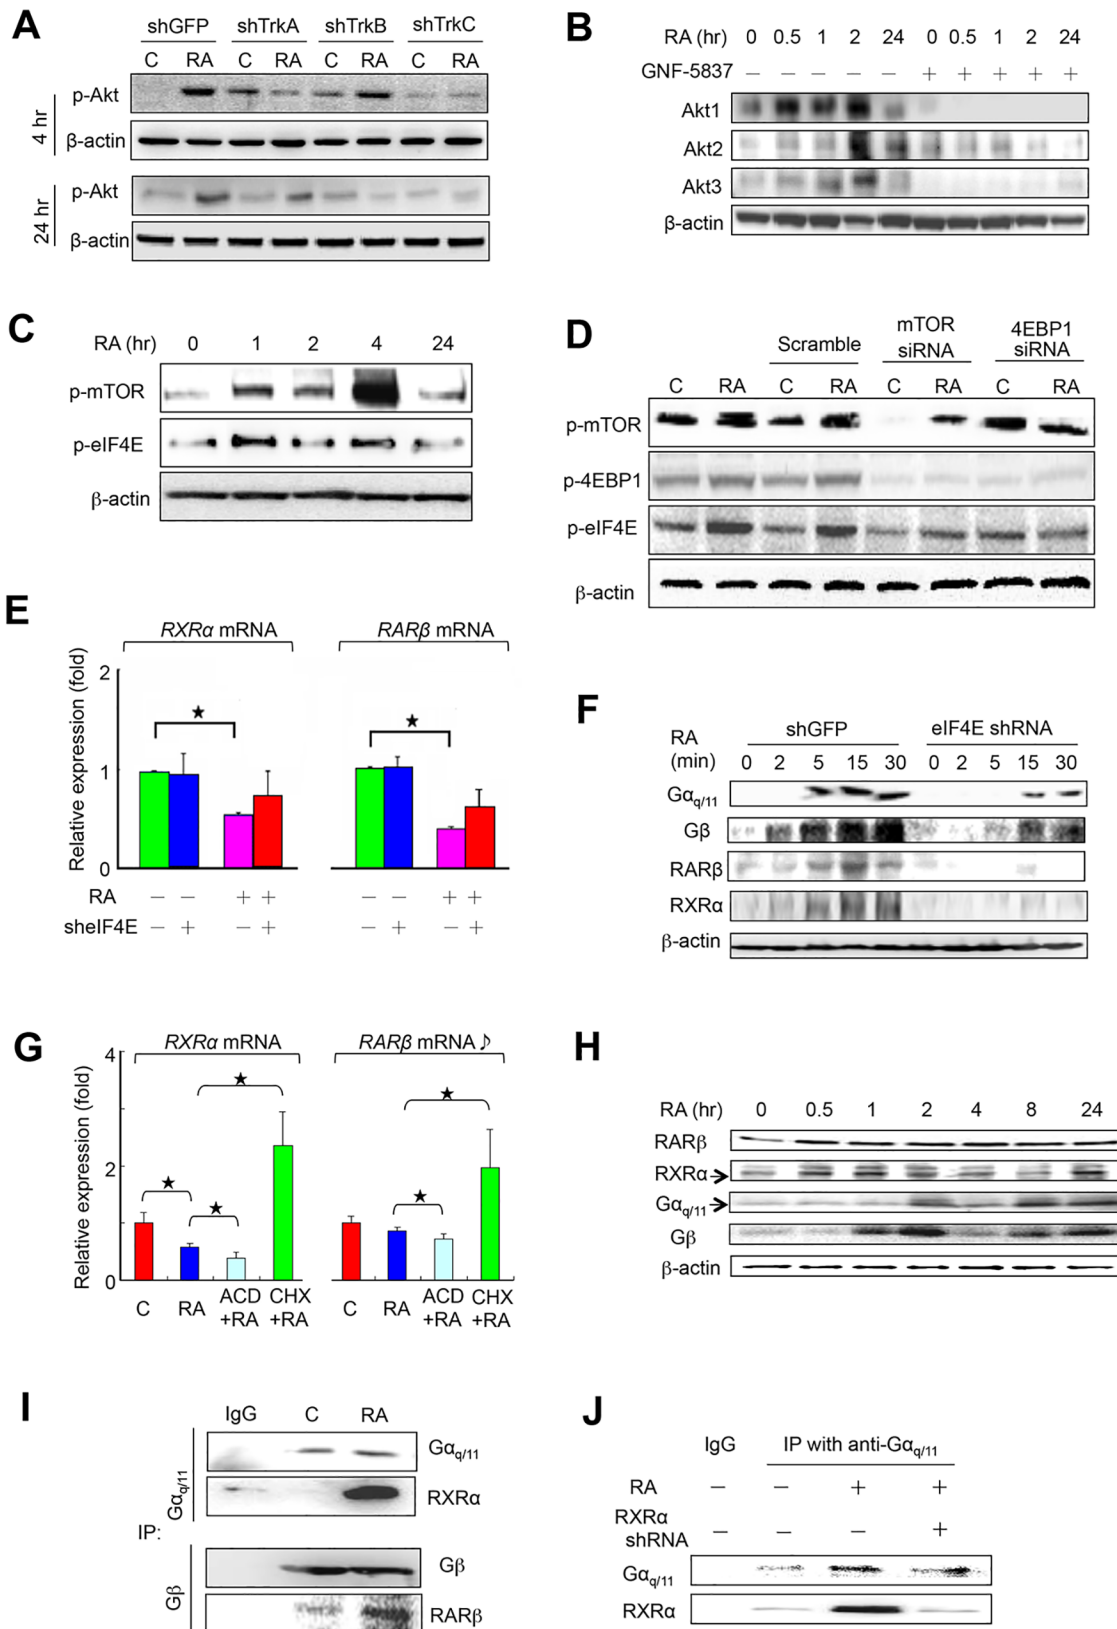 A
shGFP shTrkA shTrkB shTrkC
C RA C RA C RA C RA
4 hr
p-Akt
β-actin
24 hr
p-Akt
β-actin
B
RA (hr) 0 0.5 1 2 24 0 0.5 1 2 24
GNF-5837 – – – – – + + + + +
Akt1
Akt2
Akt3
β-actin
C
RA (hr) 0 1 2 4 24
p-mTOR
p-eIF4E
β-actin
D
Scramble mTOR siRNA 4EBP1 siRNA
C RA C RA C RA C RA
p-mTOR
p-4EBP1
p-eIF4E
β-actin
E
RXRα mRNA RARβ mRNA
Relative expression (fold)
2
1
0
★ ★
RA – – + + – – + +
sheIF4E – + – + – + – +
F
RA (min) shGFP eIF4E shRNA
0 2 5 15 30 0 2 5 15 30
Gαq/11
Gβ
RARβ
RXRα
β-actin
G
RXRα mRNA RARβ mRNA♪
Relative expression (fold)
4
2
0
★ ★ ★ ★ ★
C RA ACD +RA CHX +RA C RA ACD +RA CHX +RA
H
RA (hr) 0 0.5 1 2 4 8 24
RARβ
RXRα
Gαq/11
Gβ
β-actin
I
IgG C RA
IP:
Gαq/11
Gαq/11
RXRα
Gβ
Gβ
RARβ
J
IgG IP with anti-Gαq/11
RA – – + +
RXRα shRNA – – – +
Gαq/11
RXRα